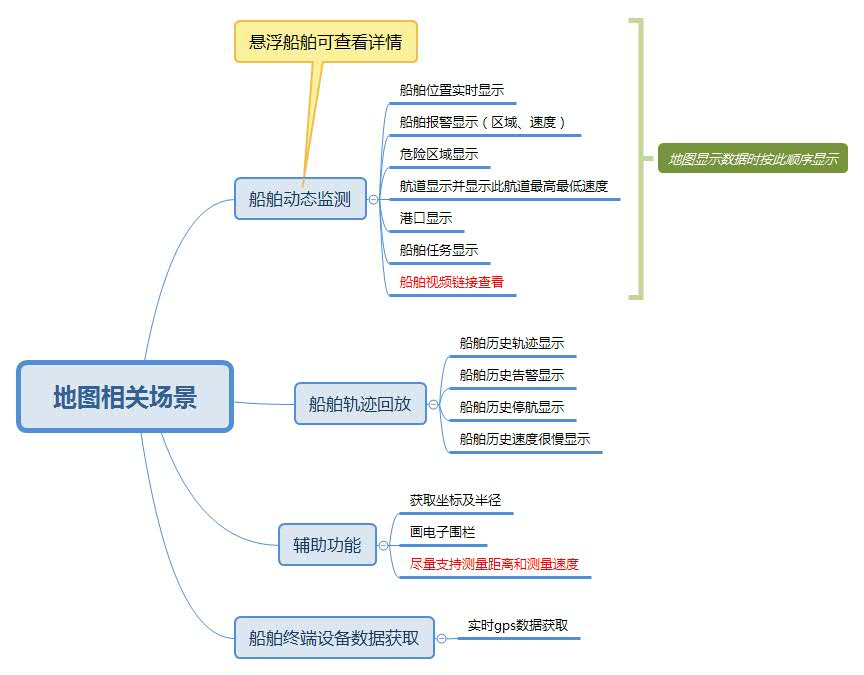 悬浮船舶可查看详情
船舶位置实时显示
船舶报警显示（区域、速度）
危险区域显示
地图显示数据时按此顺序显示
船舶动态监测
航道显示并显示此航道最高最低速度
港口显示
船舶任务显示
船舶视频链接查看
地图相关场景
船舶轨迹回放
船舶历史轨迹显示
船舶历史告警显示
船舶历史停航显示
船舶历史速度很慢显示
辅助功能
获取坐标及半径
画电子围栏
尽量支持测量距离和测量速度
船舶终端设备数据获取
实时gps数据获取